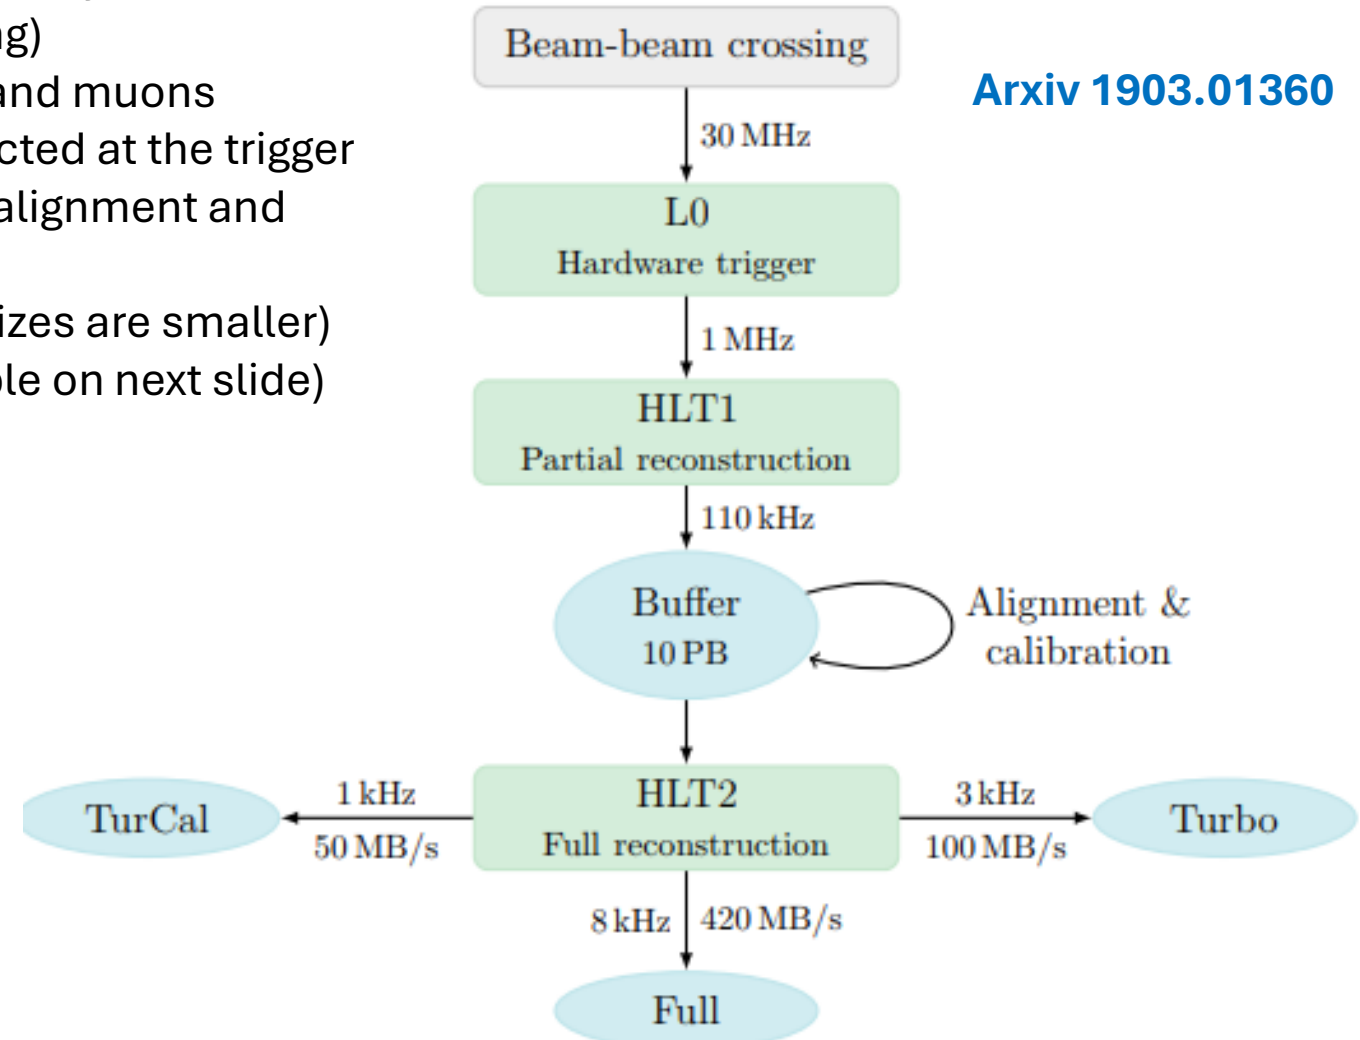 ng)
and muons
cted at the trigger
alignment and
izes are smaller)
ple on next slide)
Arxiv 1903.01360
Beam-beam crossing
30 MHz
L0
Hardware trigger
1 MHz
HLT1
Partial reconstruction
110 kHz
Buffer
10 PB
Alignment &
calibration
HLT2
Full reconstruction
1 kHz
50 MB/s
TurCal
3 kHz
100 MB/s
Turbo
8 kHz
420 MB/s
Full